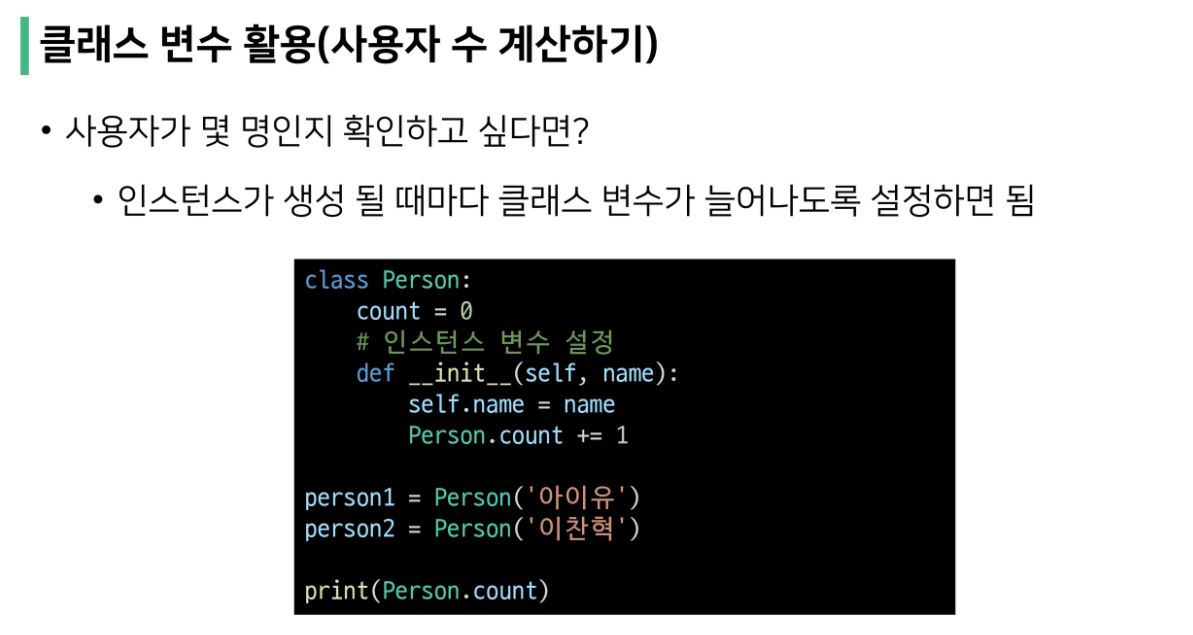 클래스 변수 활용(사용자 수 계산하기)
• 사용자가 몇 명인지 확인하고 싶다면?
• 인스턴스가 생성 될 때마다 클래스 변수가 늘어나도록 설정하면 됨
class Person:
    count = 0
    # 인스턴스 변수 설정
    def __init__(self, name):
        self.name = name
        Person.count += 1
person1 = Person('아이유')
person2 = Person('이찬혁')
print(Person.count)